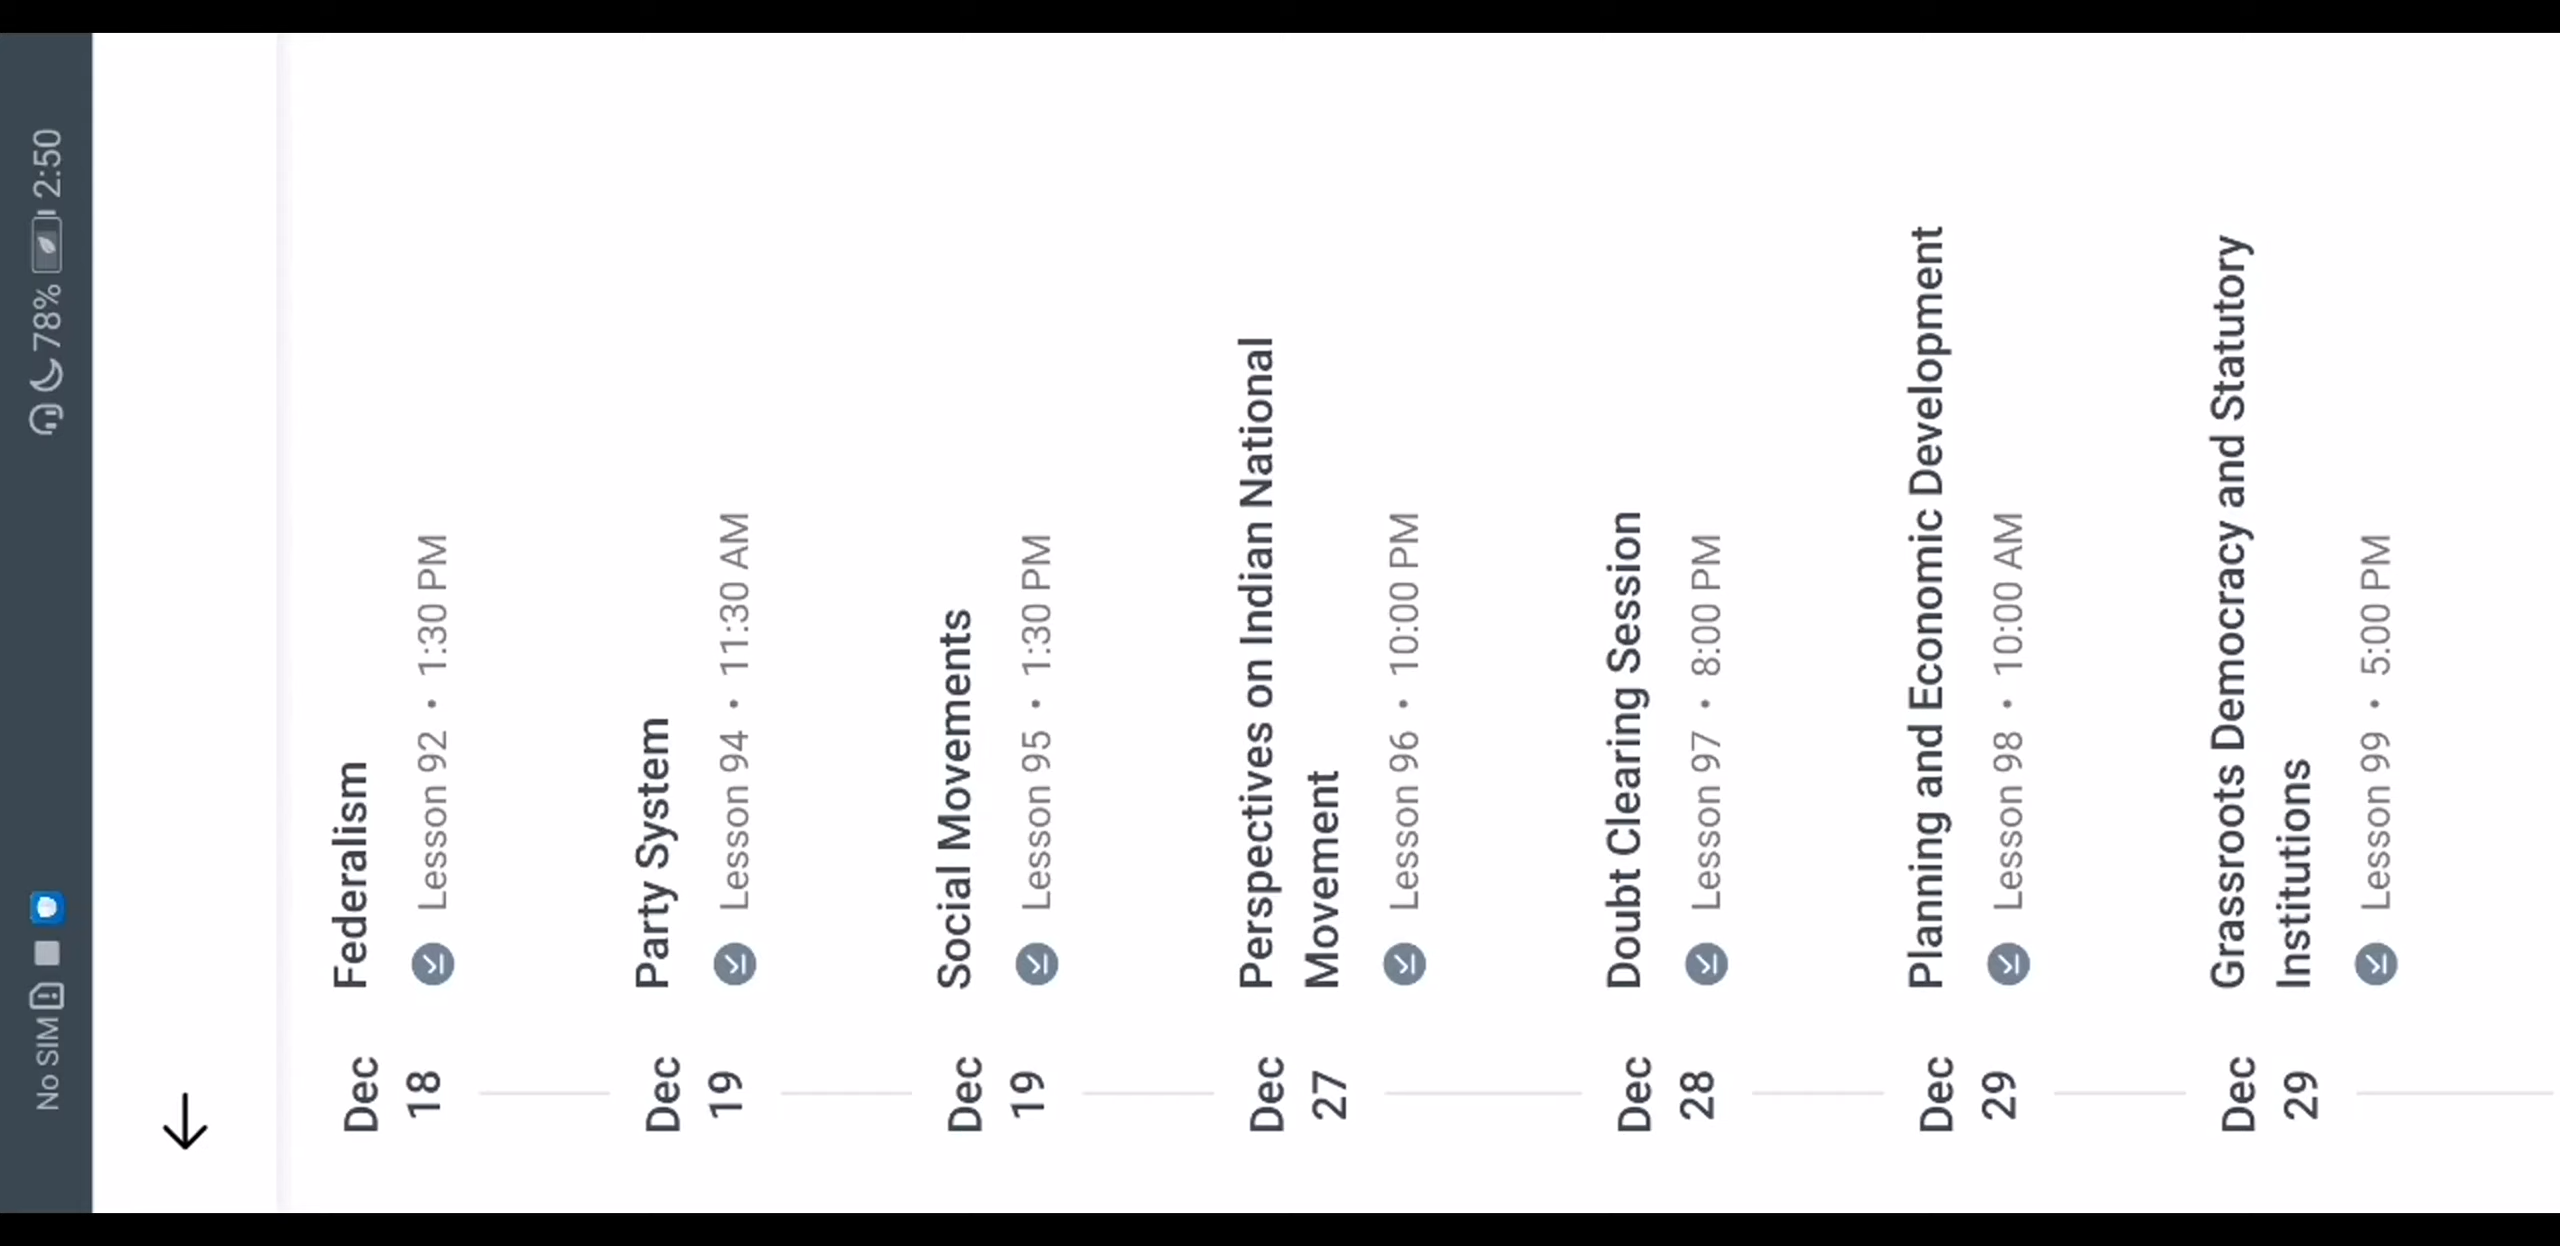 No SIM 78% 2:50
Dec
18
Federalism
Lesson 92 • 1:30 PM
Dec
19
Party System
Lesson 94 • 11:30 AM
Dec
19
Social Movements
Lesson 95 • 1:30 PM
Dec
27
Perspectives on Indian National
Movement
Lesson 96 • 10:00 PM
Dec
28
Doubt Clearing Session
Lesson 97 • 8:00 PM
Dec
29
Planning and Economic Development
Lesson 98 • 10:00 AM
Dec
29
Grassroots Democracy and Statutory
Institutions
Lesson 99 • 5:00 PM